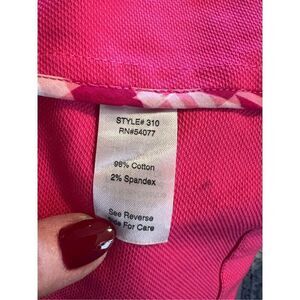 STYLE# 310
RN#54077
98% Cotton
2% Spandex
See Reverse
Side For Care